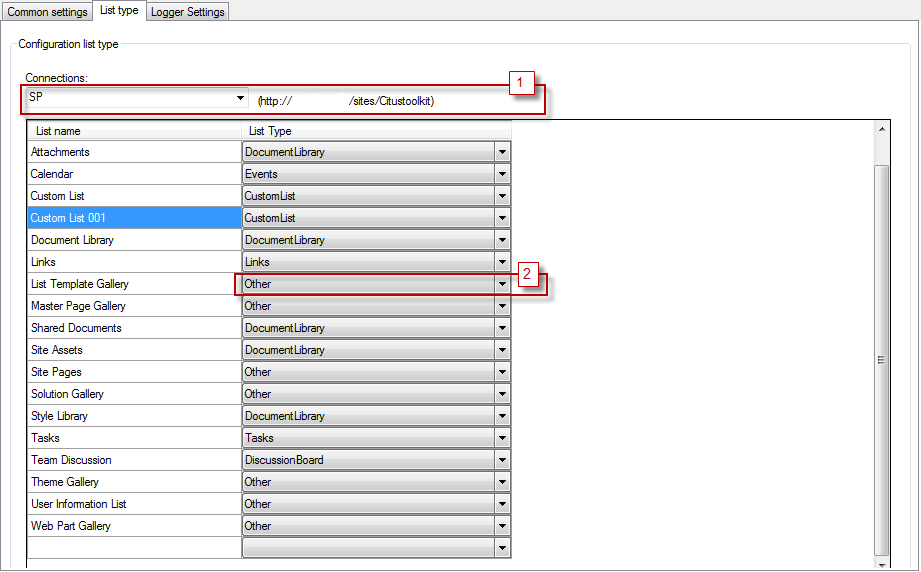 Common settings List type Logger Settings
Configuration list type
Connections:
1
SP (http:// /sites/Citustoolkit)
List name List Type
Attachments DocumentLibrary
Calendar Events
Custom List CustomList
Custom List 001 CustomList
Document Library DocumentLibrary
Links Links
2
List Template Gallery Other
Master Page Gallery Other
Shared Documents DocumentLibrary
Site Assets DocumentLibrary
Site Pages Other
Solution Gallery Other
Style Library DocumentLibrary
Tasks Tasks
Team Discussion DiscussionBoard
Theme Gallery Other
User Information List Other
Web Part Gallery Other